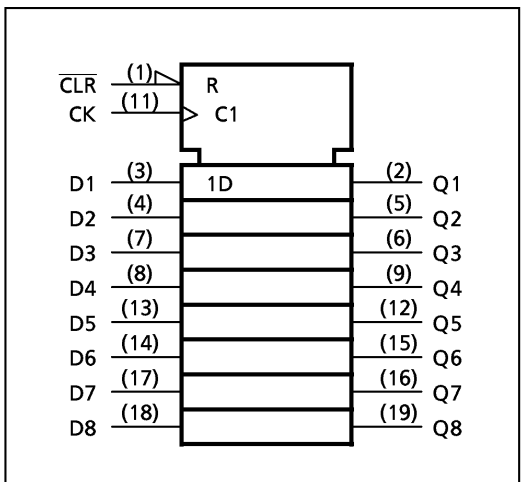 C̅L̅R̅ (1) R
CK (11) C1
D1 (3) 1D (2) Q1
D2 (4) (5) Q2
D3 (7) (6) Q3
D4 (8) (9) Q4
D5 (13) (12) Q5
D6 (14) (15) Q6
D7 (17) (16) Q7
D8 (18) (19) Q8